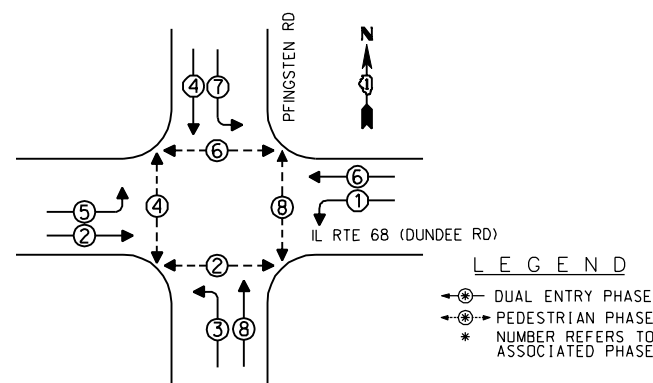 PFINGSTEN RD
N
1
4 7
6
6
1
5
2
4
8
2
3 8
IL RTE 68 (DUNDEE RD)
LEGEND
* DUAL ENTRY PHASE
* PEDESTRIAN PHASE
* NUMBER REFERS TO
ASSOCIATED PHASE